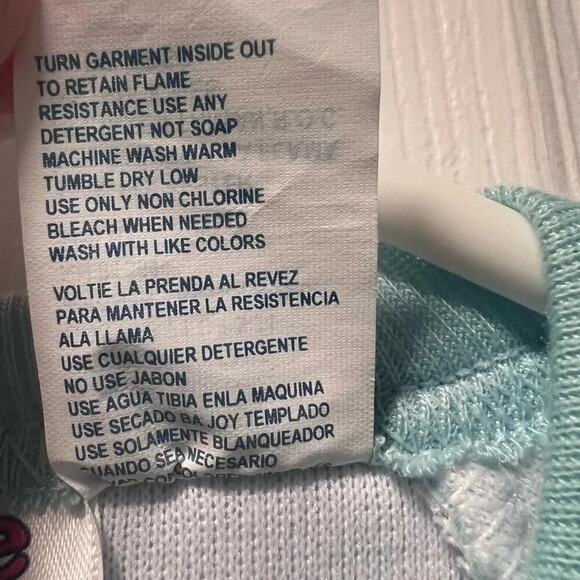 TURN GARMENT INSIDE OUT
TO RETAIN FLAME
RESISTANCE USE ANY
DETERGENT NOT SOAP
MACHINE WASH WARM
TUMBLE DRY LOW
USE ONLY NON CHLORINE
BLEACH WHEN NEEDED
WASH WITH LIKE COLORS
VOLTIE LA PRENDA AL REVEZ
PARA MANTENER LA RESISTENCIA
ALA LLAMA
USE CUALQUIER DETERGENTE
NO USE JABON
USE AGUA TIBIA ENLA MAQUINA
USE SECADO BA JOY TEMPLADO
USE SOLAMENTE BLANQUEADOR
CUANDO SEA NECESARIO